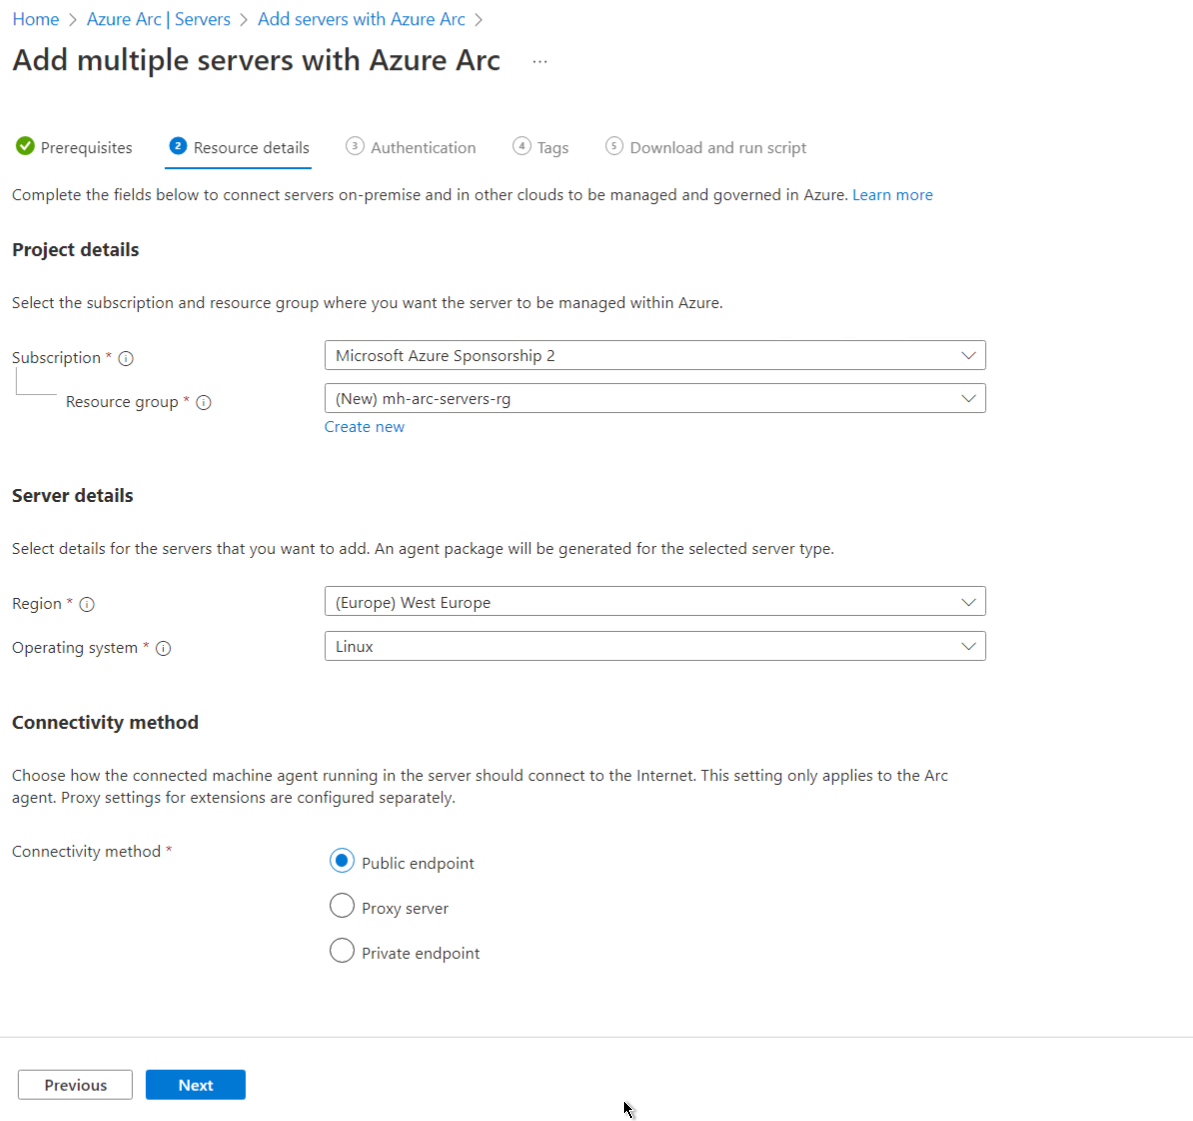 Home > Azure Arc | Servers > Add servers with Azure Arc >
Add multiple servers with Azure Arc ...
Prerequisites 2 Resource details 3 Authentication 4 Tags 5 Download and run script
Complete the fields below to connect servers on-premise and in other clouds to be managed and governed in Azure. Learn more
Project details
Select the subscription and resource group where you want the server to be managed within Azure.
Subscription * i Microsoft Azure Sponsorship 2
Resource group * i (New) mh-arc-servers-rg
Create new
Server details
Select details for the servers that you want to add. An agent package will be generated for the selected server type.
Region * i (Europe) West Europe
Operating system * i Linux
Connectivity method
Choose how the connected machine agent running in the server should connect to the Internet. This setting only applies to the Arc
agent. Proxy settings for extensions are configured separately.
Connectivity method * Public endpoint
Proxy server
Private endpoint
Previous Next